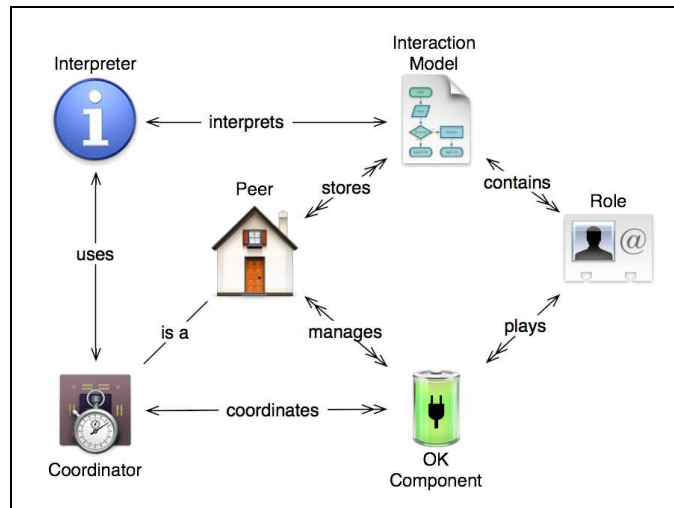 Interaction
Model
Interpreter
interprets
Peer
stores
contains
Role
@
uses
is a
manages
plays
coordinates
Coordinator
OK
Component